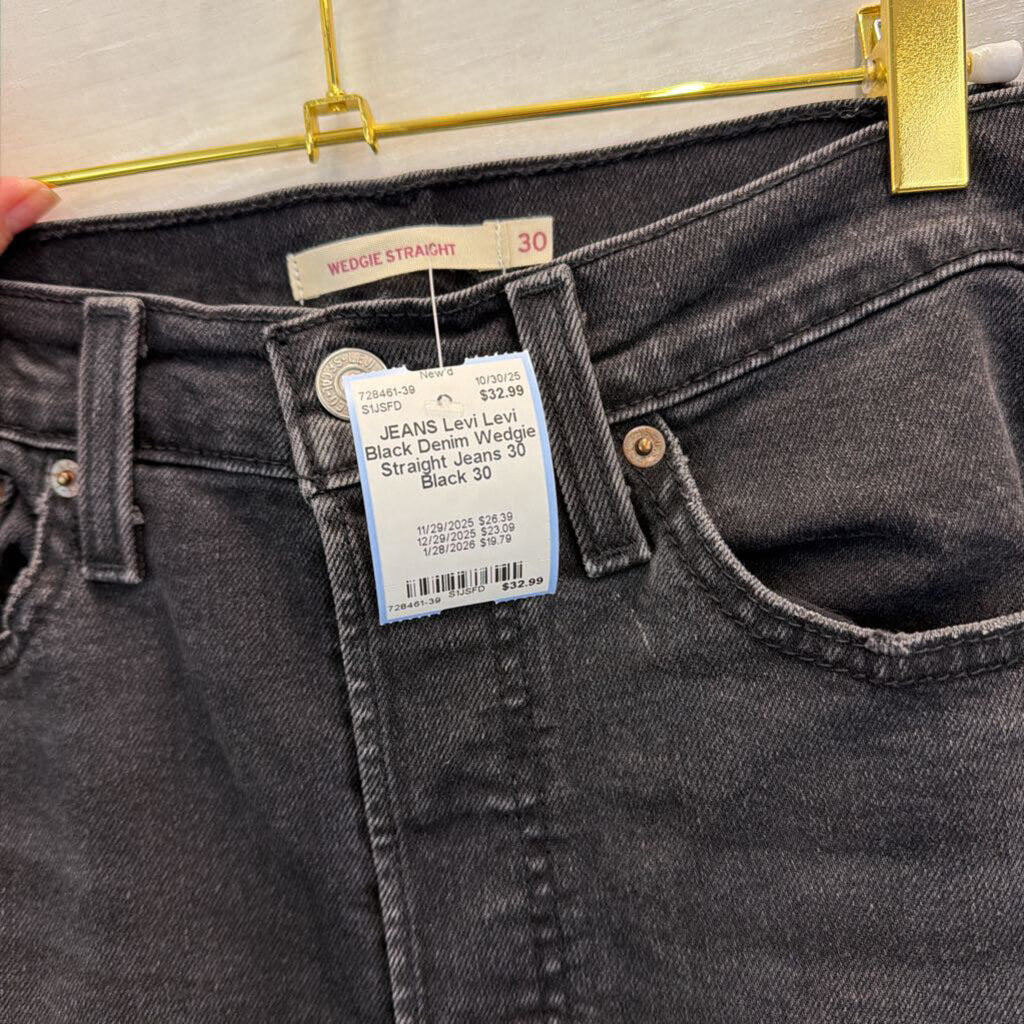 WEDGIE STRAIGHT 30
New'd
728461-39 10/30/25
S1JSFD $32.99
JEANS Levi Levi
Black Denim Wedgie
Straight Jeans 30
Black 30
11/29/2025 $26.39
12/29/2025 $23.09
1/28/2026 $19.79
728461-39 S1JSFD $32.99